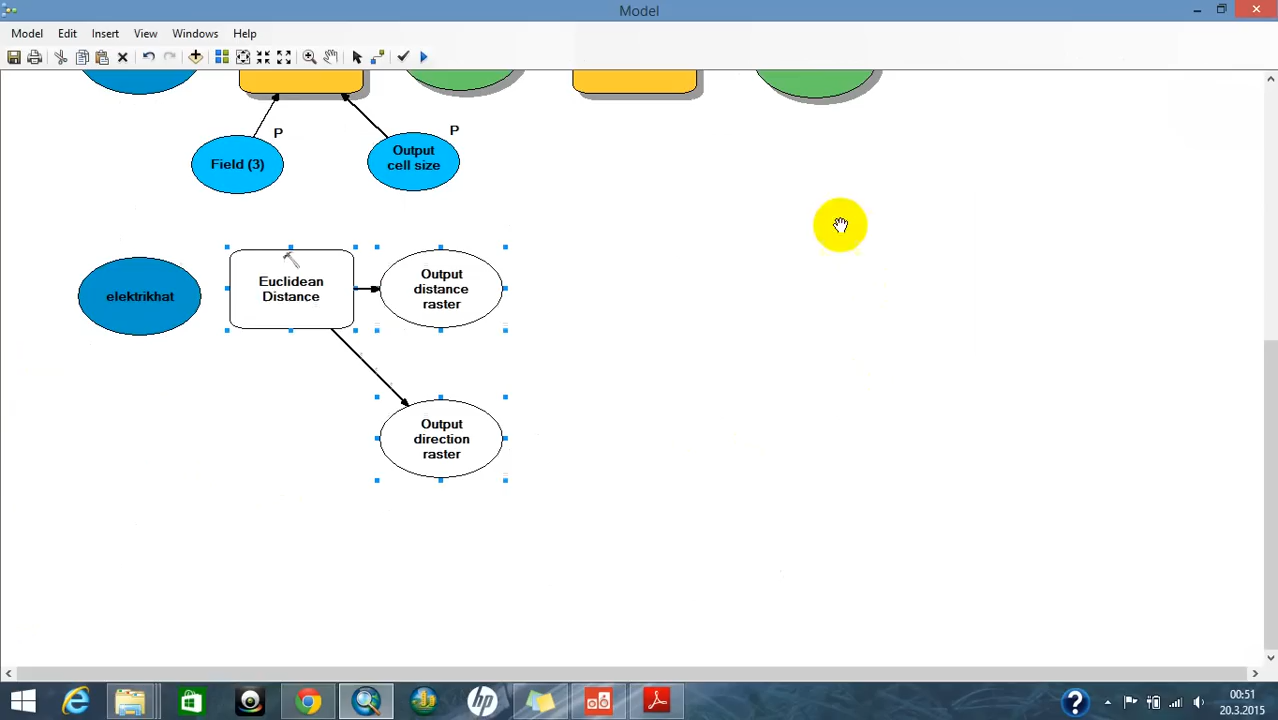 Model
Model Edit Insert View Windows Help
P
P
Field (3)
Output
cell size
elektrikhat
Euclidean
Distance
Output
distance
raster
Output
direction
raster
hp
?
00:51
20.3.2015